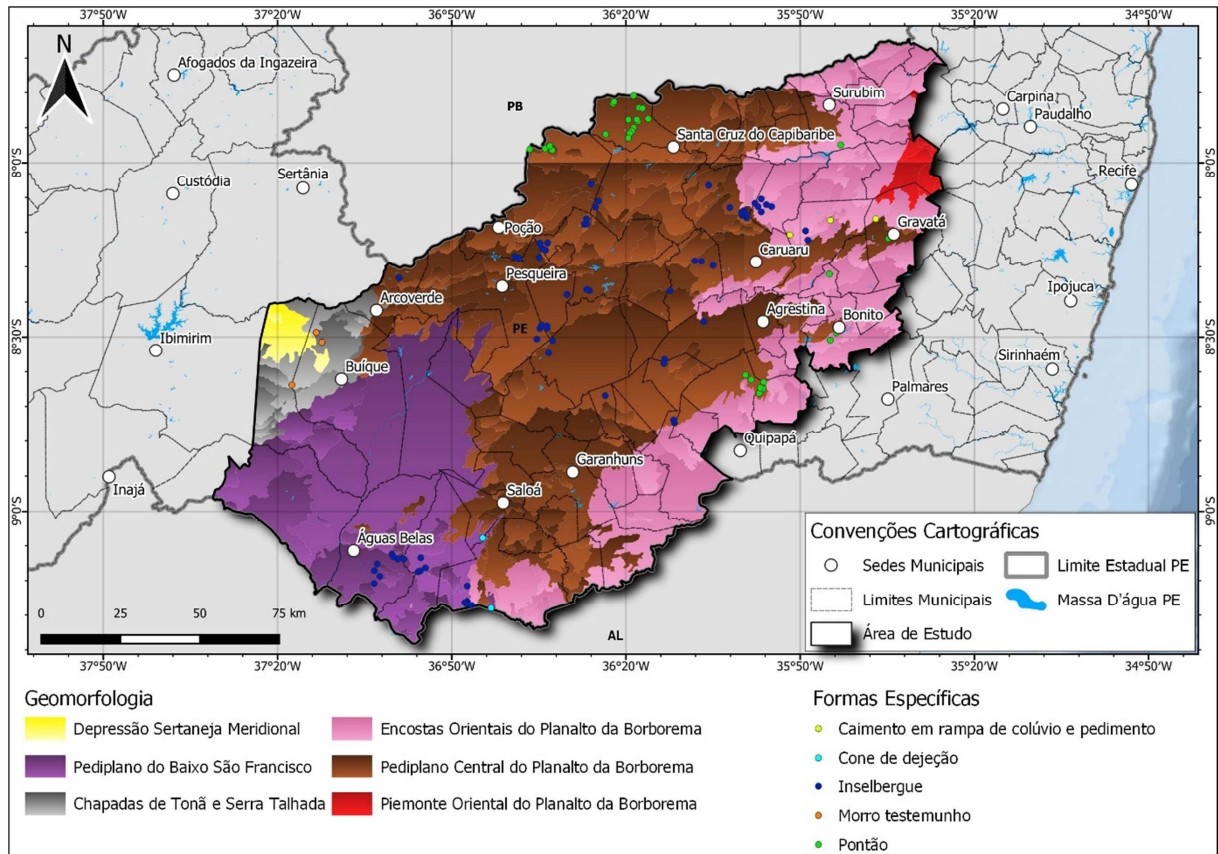 37°50'W 37°20'W 36°50'W 36°20'W 35°50'W 35°20'W 34°50'W
N
Afogados da Ingazeira
PB
Surubim
Carpina
Paudalho
Santa Cruz do Capibaribe
8°0'S
8°0'S
Custódia
Sertânia
Recife
Poção
Gravatá
Caruaru
Pesqueira
Ipojuca
Arcoverde
Agrestina
Bonito
PE
8°30'S
8°30'S
Ibimirim
Sirinhaém
Buíque
Palmares
Quipapá
Garanhuns
Inajá
Saloá
9°0'S
9°0'S
Águas Belas
Convenções Cartográficas
Sedes Municipais
Limite Estadual PE
Limites Municipais
Massa D'água PE
Área de Estudo
0 25 50 75 km
AL
37°50'W 37°20'W 36°50'W 36°20'W 35°50'W 35°20'W 34°50'W
Geomorfologia
Depressão Sertaneja Meridional
Pediplano do Baixo São Francisco
Chapadas de Tonã e Serra Talhada
Encostas Orientais do Planalto da Borborema
Pediplano Central do Planalto da Borborema
Piemonte Oriental do Planalto da Borborema
Formas Específicas
Caimento em rampa de colúvio e pedimento
Cone de dejeção
Inselbergue
Morro testemunho
Pontão